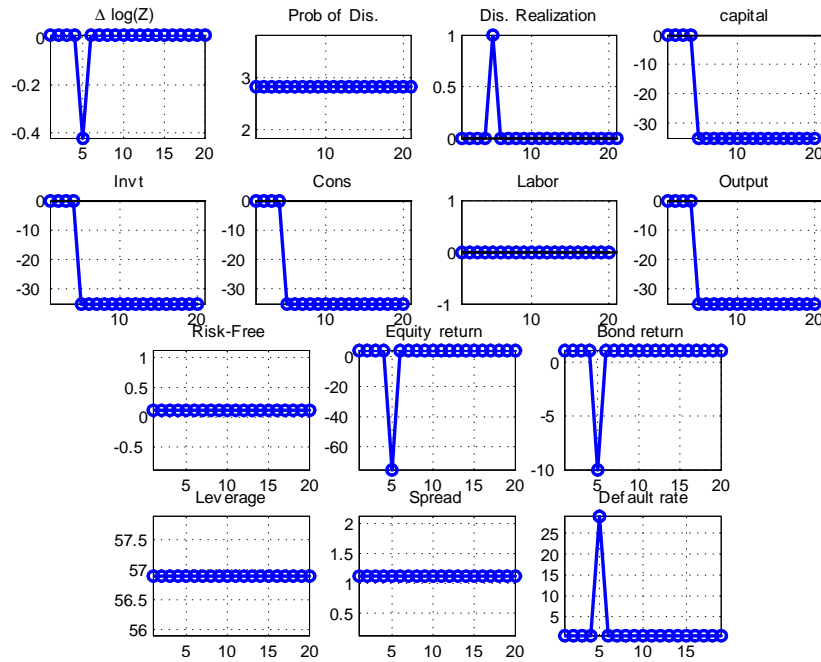 Δ log(Z) Prob of Dis. Dis. Realization capital
0 -0.2 -0.4 5 10 15 20
3 2 10 20
1 0.5 0 10 20
0 -10 -20 -30 10 20
Invt Cons Labor Output
0 -10 -20 -30 10 20
0 -10 -20 -30 10 20
1 0 -1 10 20
0 -10 -20 -30 10 20
Risk-Free Equity return Bond return
1 0.5 0 -0.5 5 10 15 20
0 -20 -40 -60 5 10 15 20
0 -5 -10 5 10 15
Leverage Spread Default rate
57.5 57 56.5 56 5 10 15 20
2 1.5 1 0.5 5 10 15 20
25 20 15 10 5 5 10 15